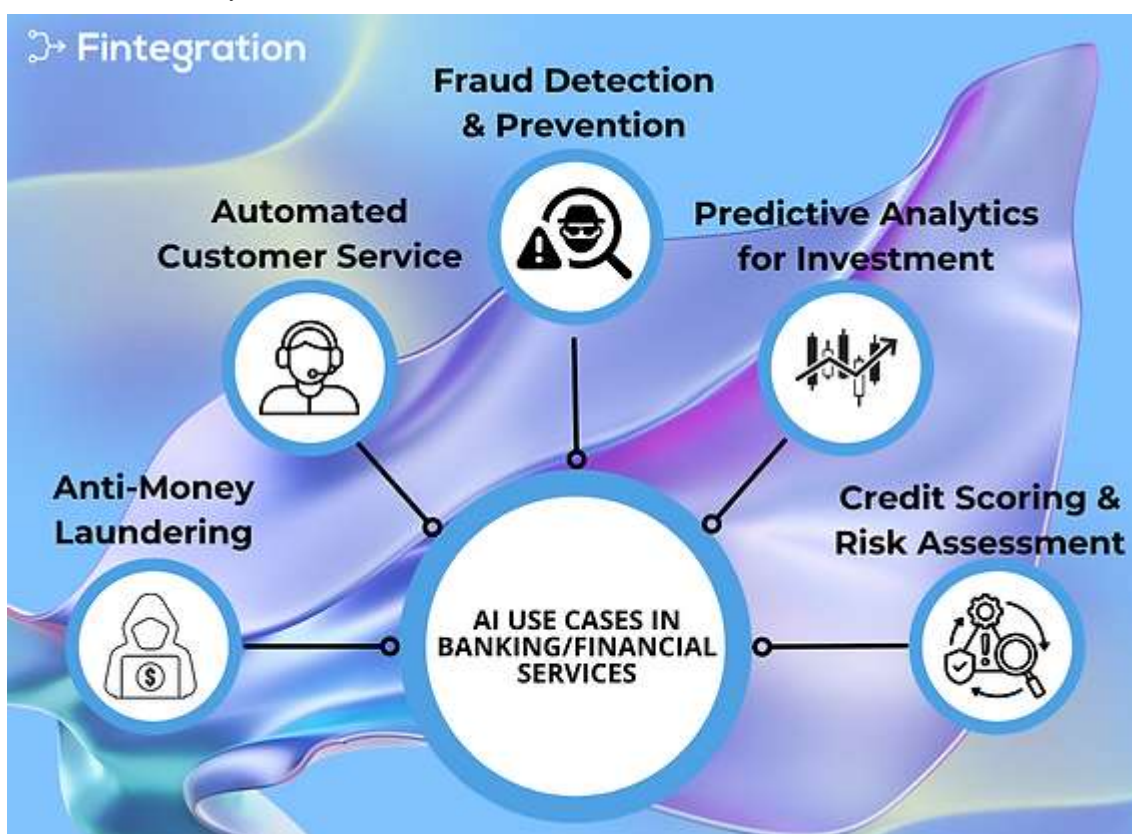 Fintegration
Fraud Detection
& Prevention
Automated
Customer Service
Predictive Analytics
for Investment
Anti-Money
Laundering
$
Credit Scoring &
Risk Assessment
!
AI USE CASES IN
BANKING/FINANCIAL
SERVICES